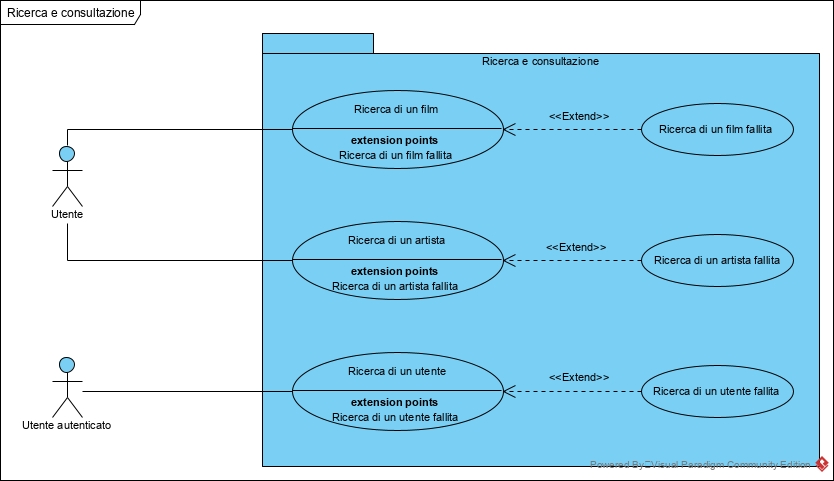 Ricerca e consultazione
Ricerca e consultazione
Ricerca di un film
extension points
Ricerca di un film fallita
<<Extend>>
Ricerca di un film fallita
Utente
Ricerca di un artista
extension points
Ricerca di un artista fallita
<<Extend>>
Ricerca di un artista fallita
Ricerca di un utente
extension points
Ricerca di un utente fallita
<<Extend>>
Ricerca di un utente fallita
Utente autenticato
Powered By Visual Paradigm Community Edition